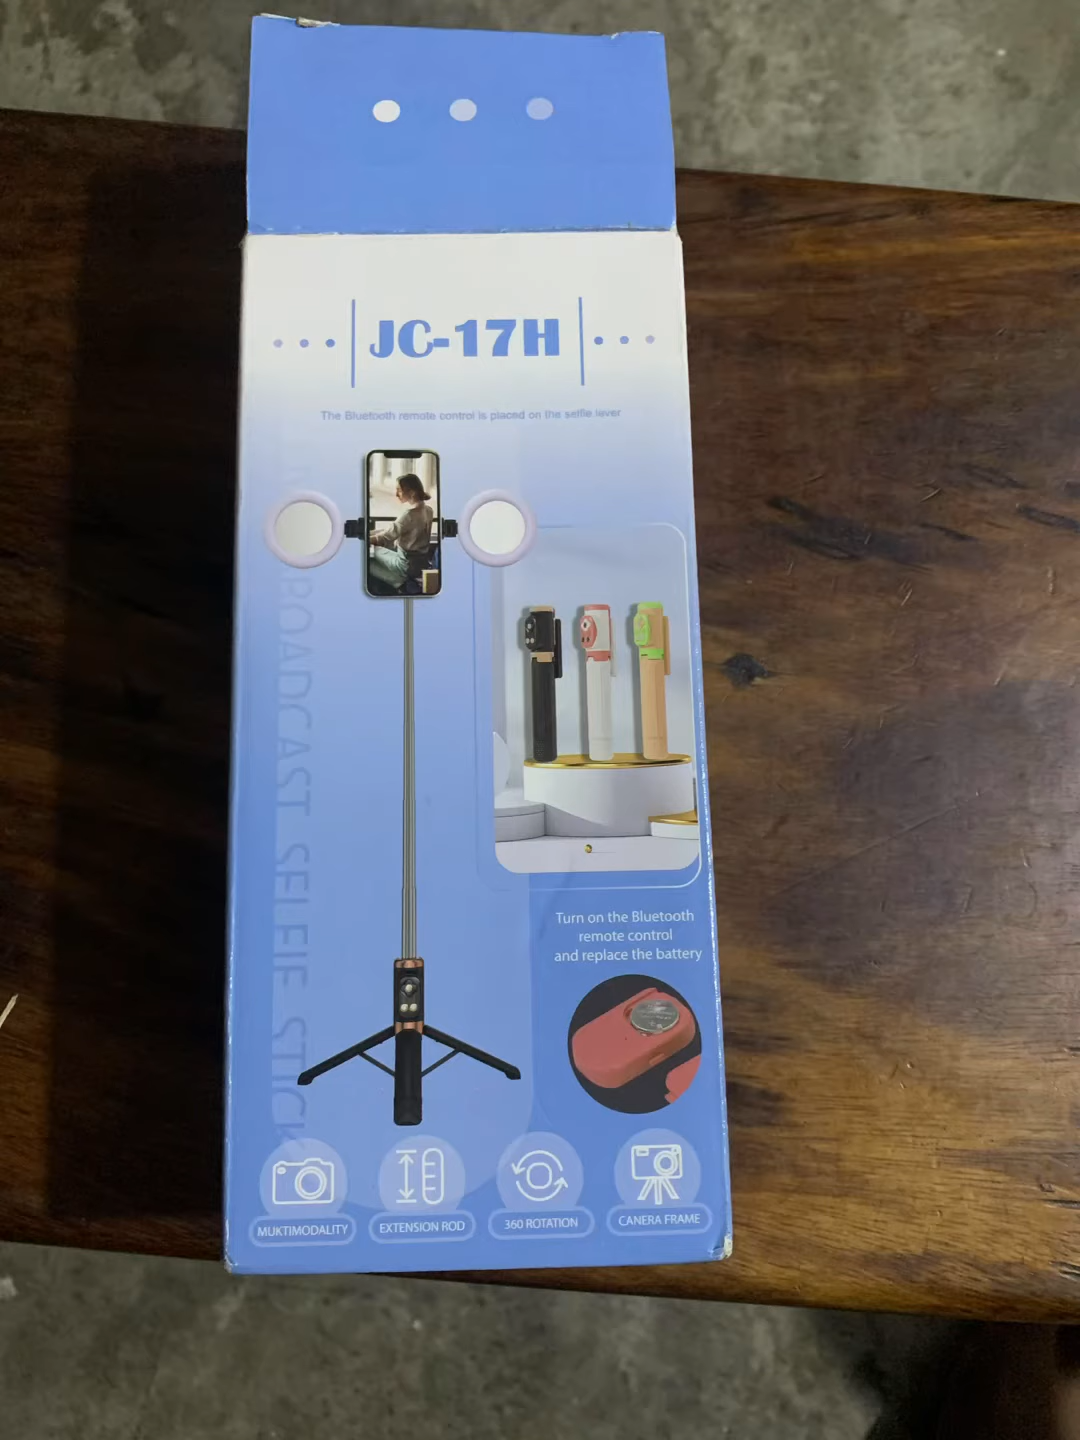 JC-17H
The Bluetooth remote control is placed on the selfie lever
BROADCAST SELFIE STICK
Turn on the Bluetooth
remote control
and replace the battery
MUKTIMODALITY
EXTENSION ROD
360 ROTATION
CANERA FRAME